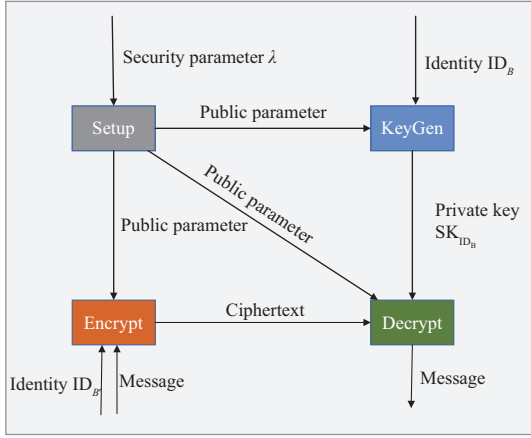 Security parameter λ
Identity ID_B
Public parameter
Setup
KeyGen
Public parameter
Public parameter
Private key
SK_ID_B
Ciphertext
Encrypt
Decrypt
Identity ID_B'
Message
Message